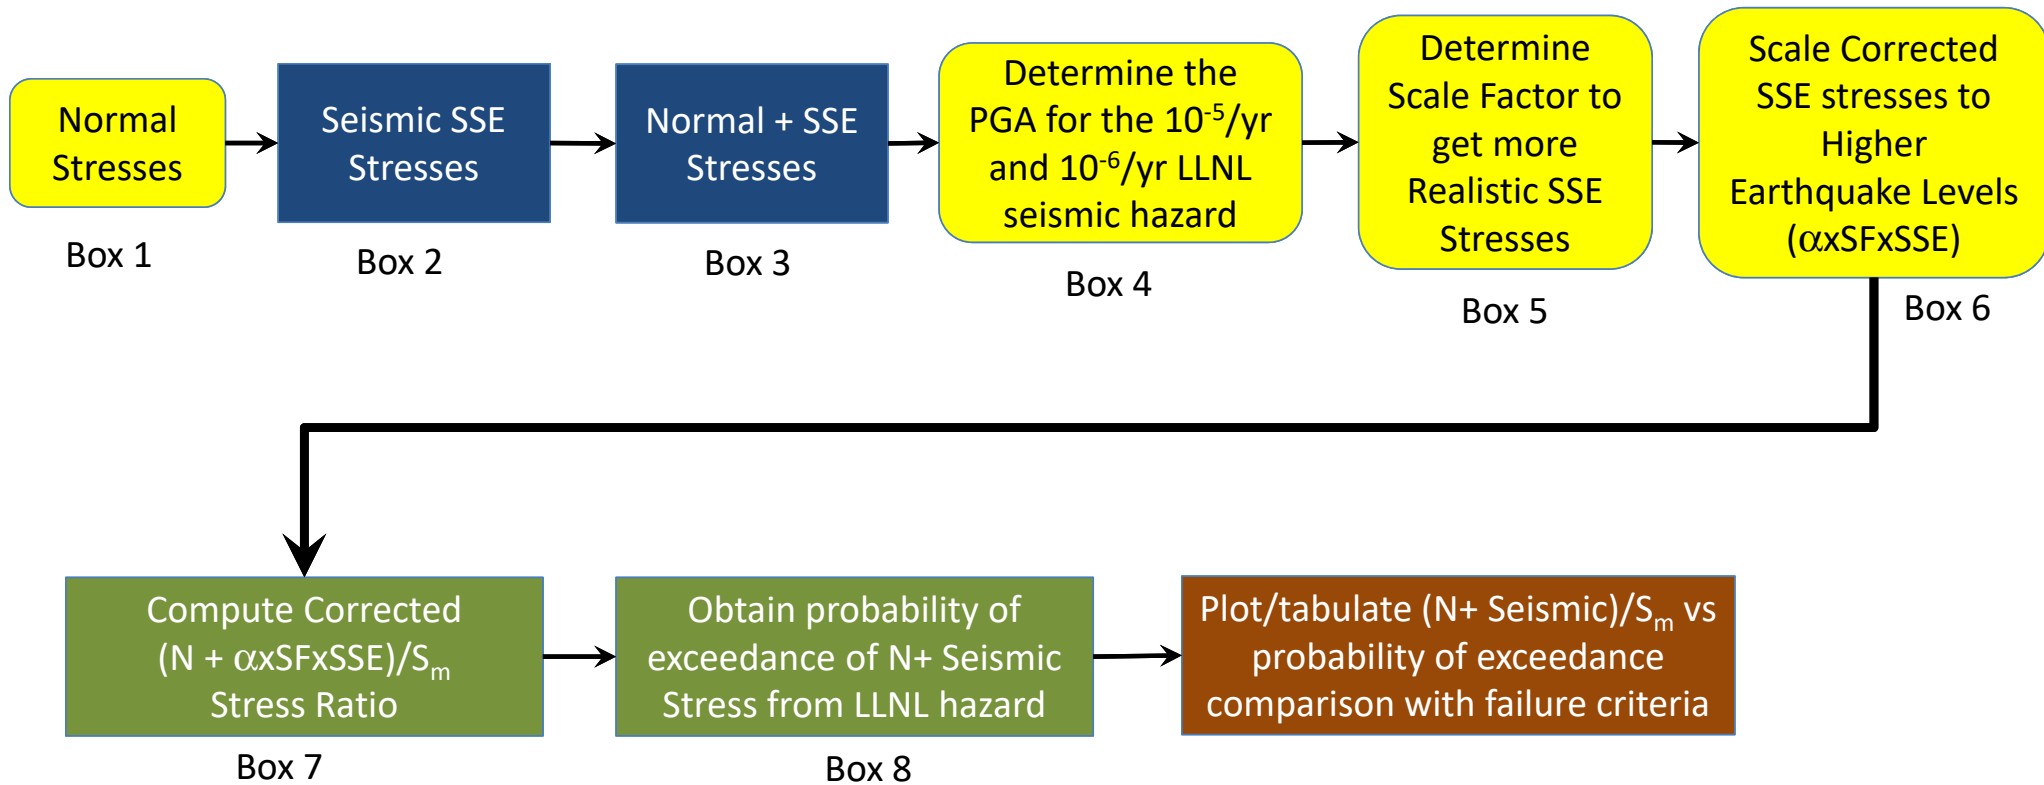 Normal
Stresses
Box 1
Seismic SSE
Stresses
Box 2
Normal + SSE
Stresses
Box 3
Determine the
PGA for the 10⁻⁵/yr
and 10⁻⁶/yr LLNL
seismic hazard
Box 4
Determine
Scale Factor to
get more
Realistic SSE
Stresses
Box 5
Scale Corrected
SSE stresses to
Higher
Earthquake Levels
(αxSFxSSE)
Box 6
Compute Corrected
(N + αxSFxSSE)/Sₘ
Stress Ratio
Box 7
Obtain probability of
exceedance of N+ Seismic
Stress from LLNL hazard
Box 8
Plot/tabulate (N+ Seismic)/Sₘ vs
probability of exceedance
comparison with failure criteria